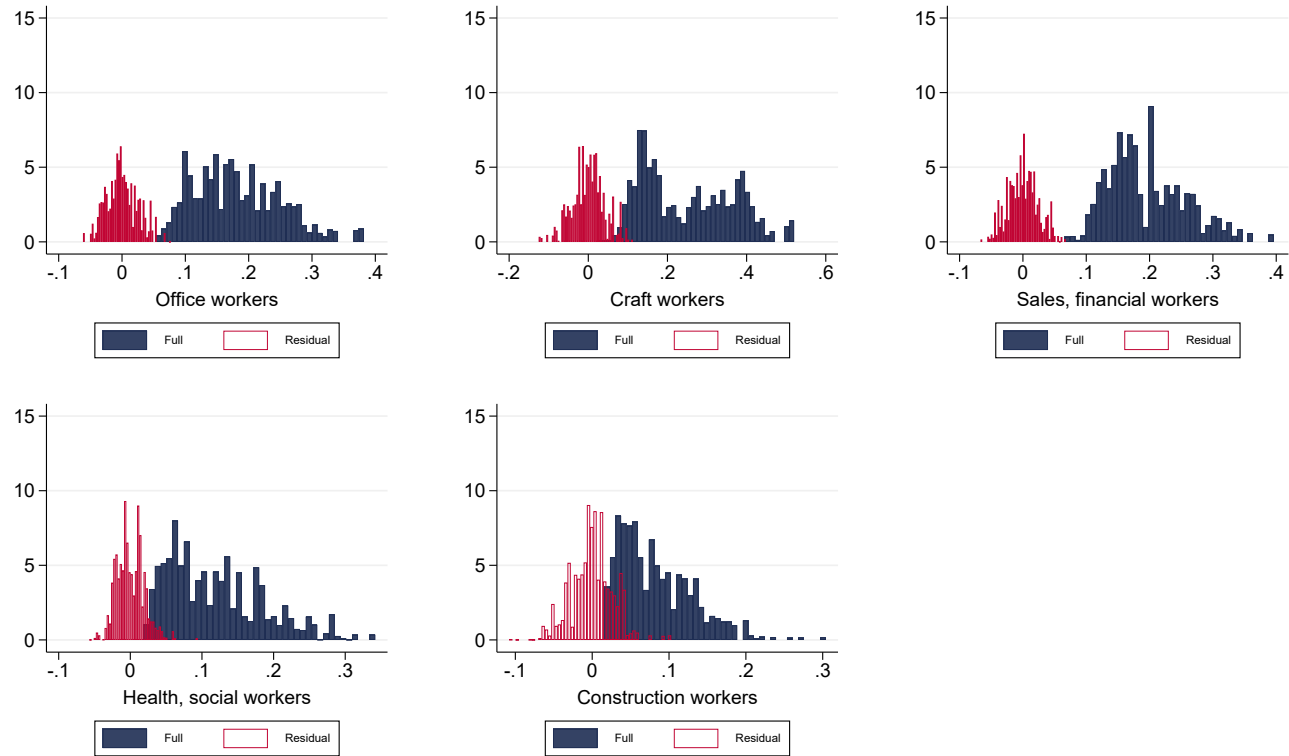 15
10
5
0
-.1 0 .1 .2 .3 .4
Office workers
Full Residual
15
10
5
0
-.2 0 .2 .4 .6
Craft workers
Full Residual
15
10
5
0
-.1 0 .1 .2 .3 .4
Sales, financial workers
Full Residual
15
10
5
0
-.1 0 .1 .2 .3
Health, social workers
Full Residual
15
10
5
0
-.1 0 .1 .2 .3
Construction workers
Full Residual